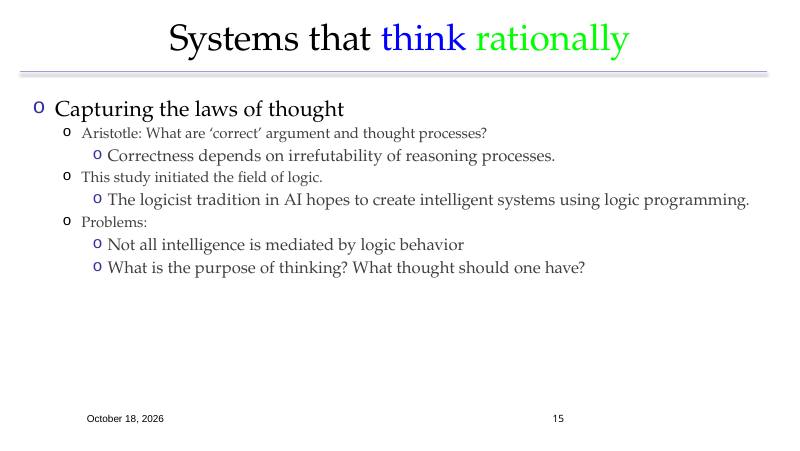 Systems that think rationally
o Capturing the laws of thought
o Aristotle: What are ‘correct’ argument and thought processes?
o Correctness depends on irrefutability of reasoning processes.
o This study initiated the field of logic.
o The logicist tradition in AI hopes to create intelligent systems using logic programming.
o Problems:
o Not all intelligence is mediated by logic behavior
o What is the purpose of thinking? What thought should one have?
October 18, 2026 15